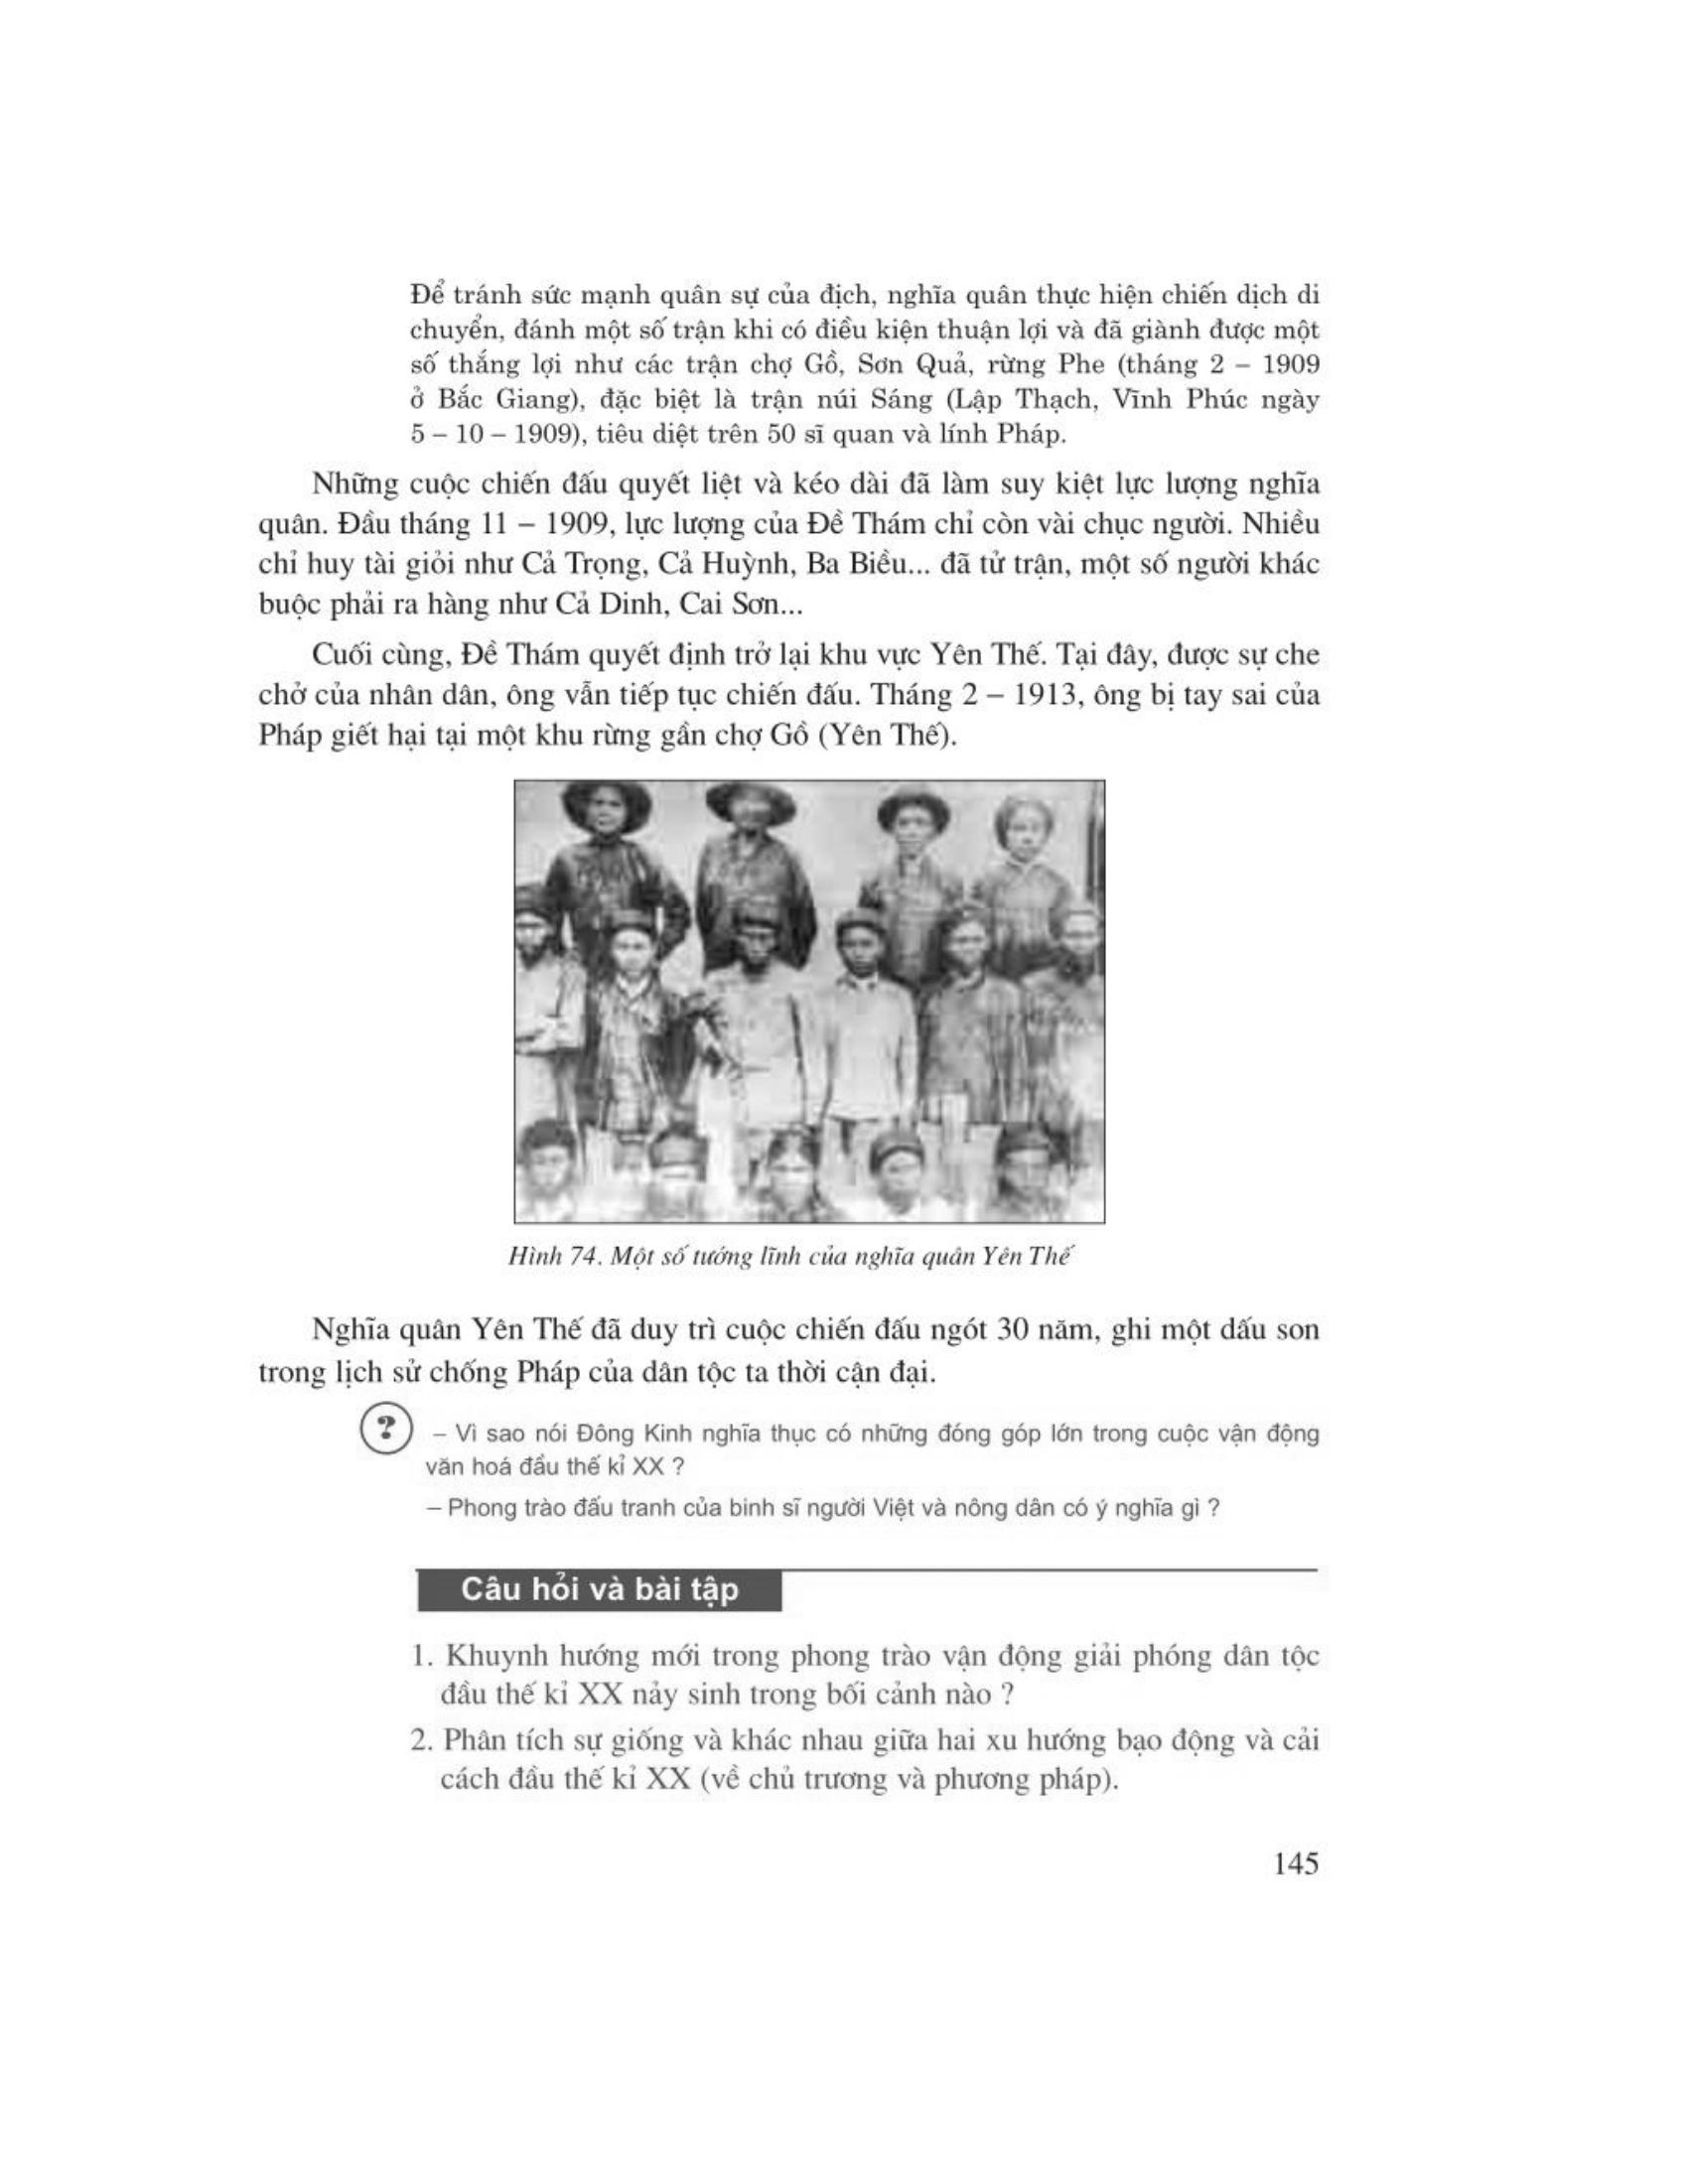 Để tránh sức mạnh quân sự của địch, nghĩa quân thực hiện chiến dịch di
chuyển, đánh một số trận khi có điều kiện thuận lợi và đã giành được một
số thắng lợi như các trận chợ Gồ, Sơn Quả, rừng Phe (tháng 2 – 1909
ở Bắc Giang), đặc biệt là trận núi Sáng (Lập Thạch, Vĩnh Phúc ngày
5 – 10 – 1909), tiêu diệt trên 50 sĩ quan và lính Pháp.
Những cuộc chiến đấu quyết liệt và kéo dài đã làm suy kiệt lực lượng nghĩa
quân. Đầu tháng 11 – 1909, lực lượng của Đề Thám chỉ còn vài chục người. Nhiều
chỉ huy tài giỏi như Cả Trọng, Cả Huỳnh, Ba Biều... đã tử trận, một số người khác
buộc phải ra hàng như Cả Dinh, Cai Sơn...
Cuối cùng, Đề Thám quyết định trở lại khu vực Yên Thế. Tại đây, được sự che
chở của nhân dân, ông vẫn tiếp tục chiến đấu. Tháng 2 – 1913, ông bị tay sai của
Pháp giết hại tại một khu rừng gần chợ Gồ (Yên Thế).
Hình 74. Một số tướng lĩnh của nghĩa quân Yên Thế
Nghĩa quân Yên Thế đã duy trì cuộc chiến đấu ngót 30 năm, ghi một dấu son
trong lịch sử chống Pháp của dân tộc ta thời cận đại.
? – Vì sao nói Đông Kinh nghĩa thục có những đóng góp lớn trong cuộc vận động
văn hoá đầu thế kỉ XX ?
– Phong trào đấu tranh của binh sĩ người Việt và nông dân có ý nghĩa gì ?
Câu hỏi và bài tập
1. Khuynh hướng mới trong phong trào vận động giải phóng dân tộc
đầu thế kỉ XX nảy sinh trong bối cảnh nào ?
2. Phân tích sự giống và khác nhau giữa hai xu hướng bạo động và cải
cách đầu thế kỉ XX (về chủ trương và phương pháp).
145